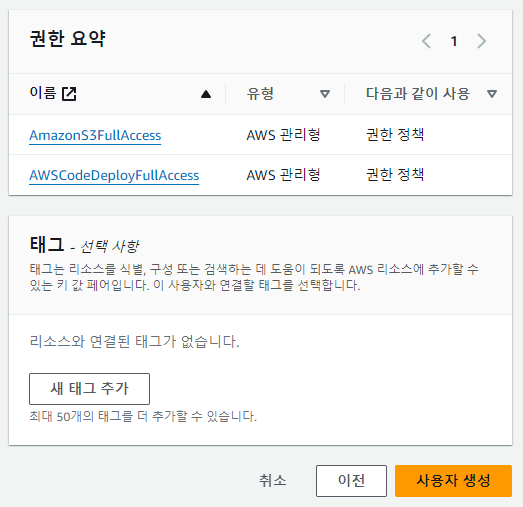 권한 요약
1
이름
유형
다음과 같이 사용
AmazonS3FullAccess
AWS 관리형
권한 정책
AWSCodeDeployFullAccess
AWS 관리형
권한 정책
태그 - 선택 사항
태그는 리소스를 식별, 구성 또는 검색하는 데 도움이 되도록 AWS 리소스에 추가할 수
있는 키 값 페어입니다. 이 사용자와 연결할 태그를 선택합니다.
리소스와 연결된 태그가 없습니다.
새 태그 추가
최대 50개의 태그를 더 추가할 수 있습니다.
취소
이전
사용자 생성